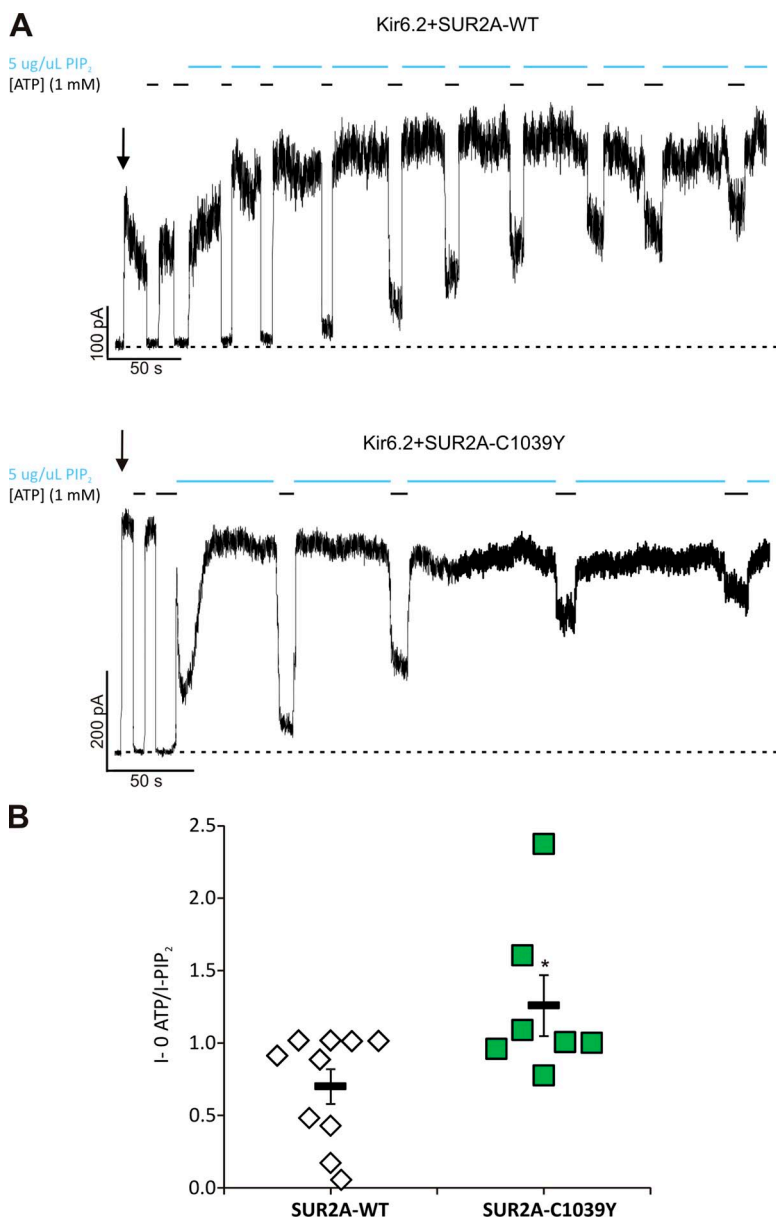 A
Kir6.2+SUR2A-WT
5 ug/uL PIP₂
[ATP] (1 mM)
100 pA
50 s
Kir6.2+SUR2A-C1039Y
5 ug/uL PIP₂
[ATP] (1 mM)
200 pA
50 s
B
2.5
2.0
1.5
1.0
0.5
0.0
I- 0 ATP/I-PIP₂
*
SUR2A-WT
SUR2A-C1039Y